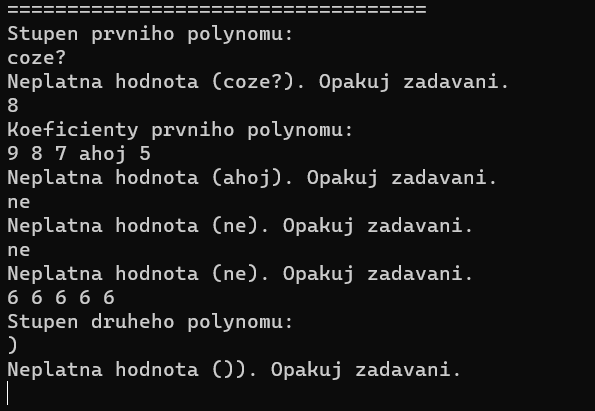 ===================================
Stupen prvniho polynomu:
coze?
Neplatna hodnota (coze?). Opakuj zadavani.
8
Koeficienty prvniho polynomu:
9 8 7 ahoj 5
Neplatna hodnota (ahoj). Opakuj zadavani.
ne
Neplatna hodnota (ne). Opakuj zadavani.
ne
Neplatna hodnota (ne). Opakuj zadavani.
6 6 6 6 6
Stupen druheho polynomu:
)
Neplatna hodnota ()). Opakuj zadavani.